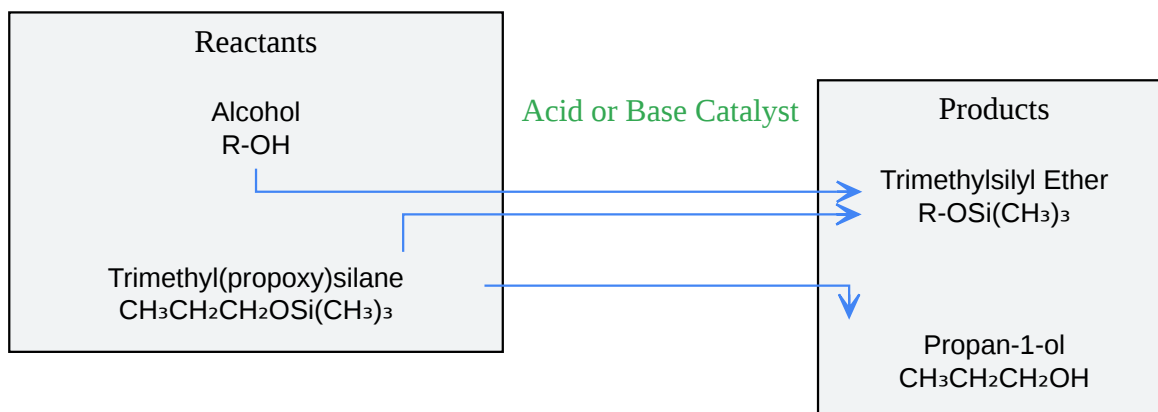 Reactants
Alcohol
R-OH
Trimethyl(propoxy)silane
CH₃CH₂CH₂OSi(CH₃)₃
Acid or Base Catalyst
Products
Trimethylsilyl Ether
R-OSi(CH₃)₃
Propan-1-ol
CH₃CH₂CH₂OH